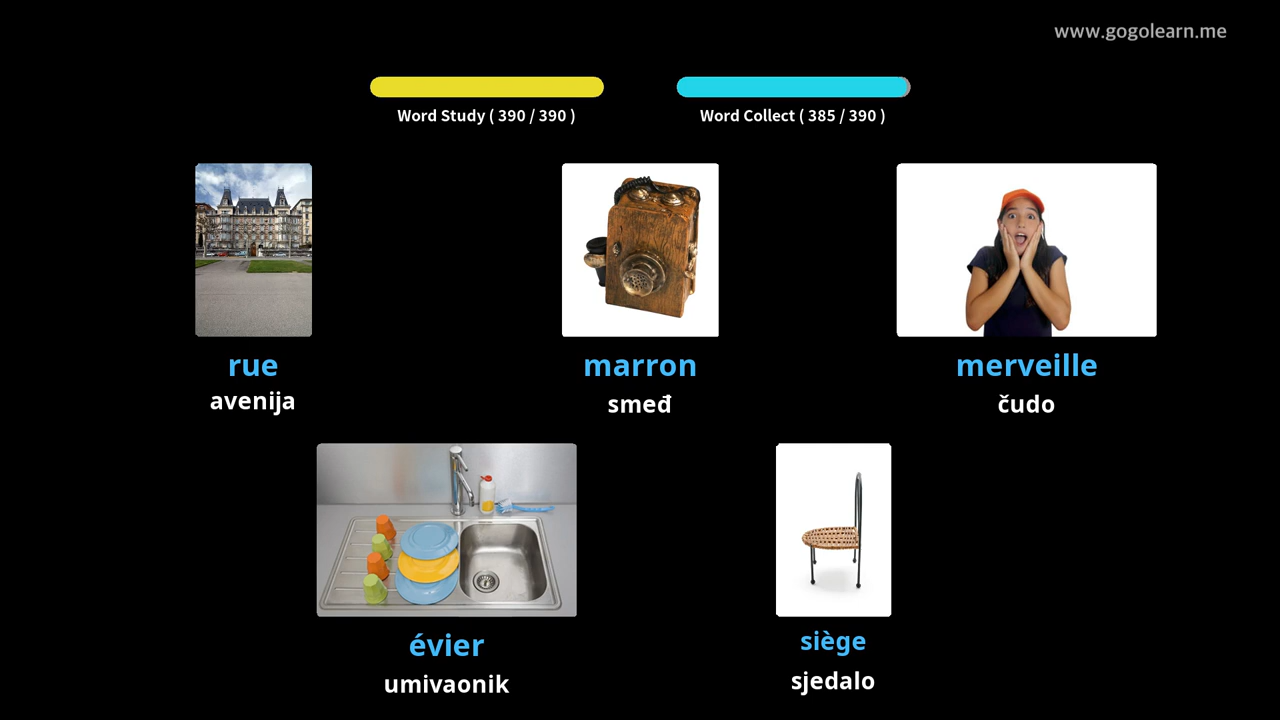 www.gogolearn.me
Word Study ( 390 / 390 )
Word Collect ( 385 / 390 )
rue
avenija
marron
smeđ
merveille
čudo
évier
umivaonik
siège
sjedalo